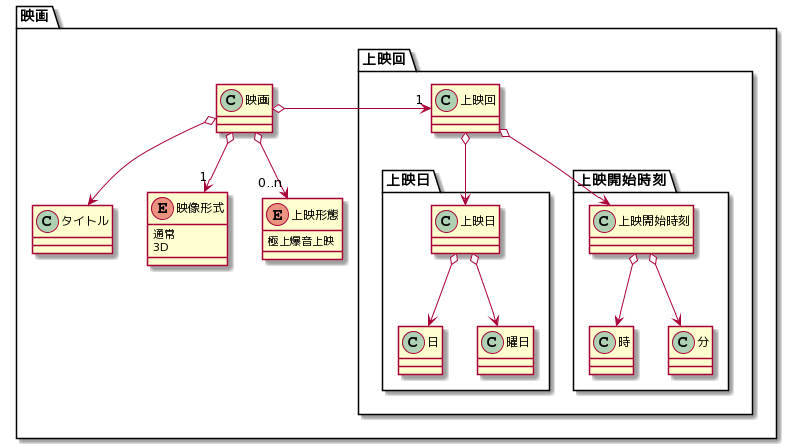 映画
上映回
C 映画
1
C 上映回
上映日
上映開始時刻
1
0..n
C タイトル
E 映像形式
通常
3D
E 上映形態
極上爆音上映
C 上映日
C 上映開始時刻
C 日
C 曜日
C 時
C 分